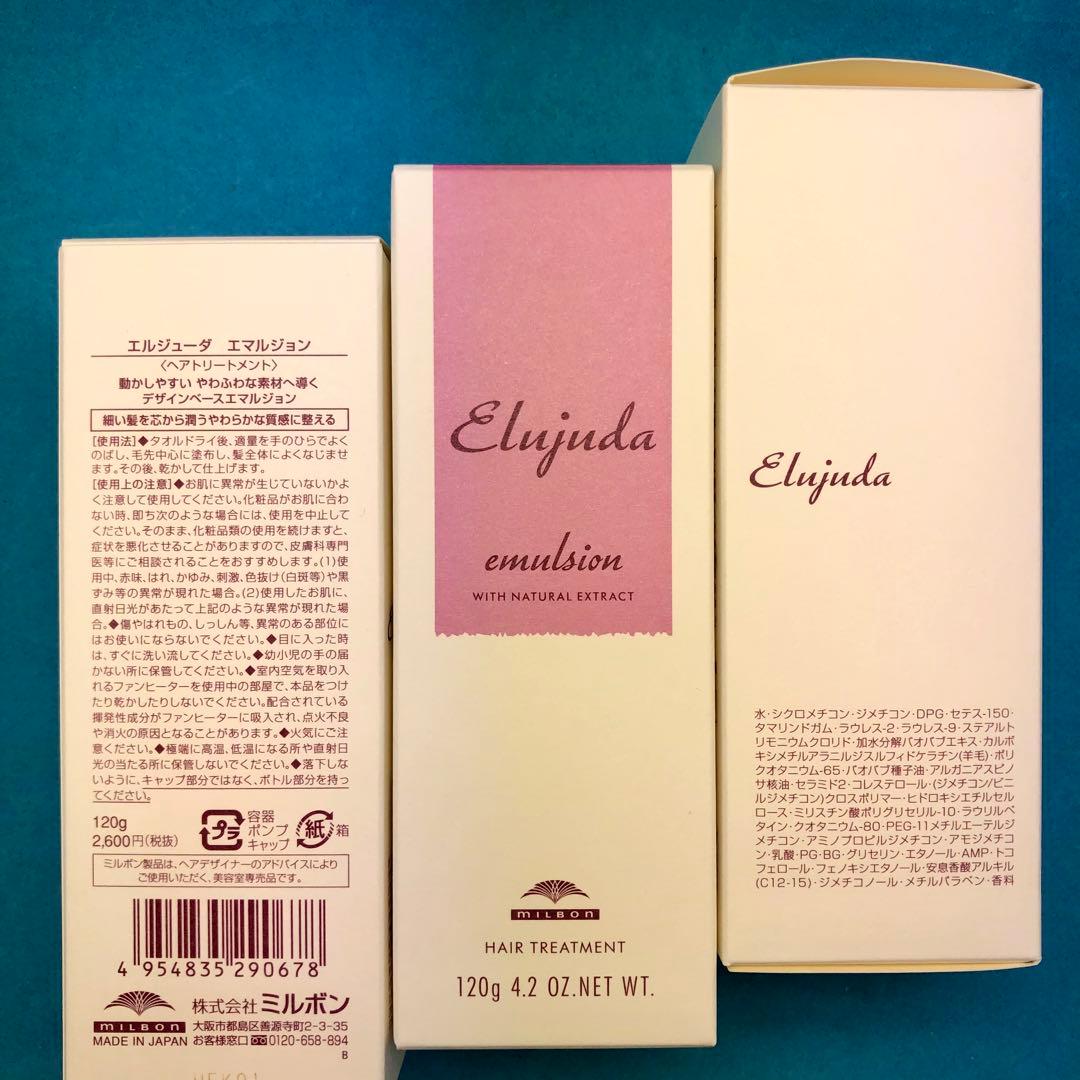 エルジューダ エマルジョン
〈ヘアトリートメント〉
動かしやすい やわふわな素材へ導く
デザインベースエマルジョン
細い髪を芯から潤うやわらかな質感に整える
[使用法]◆タオルドライ後、適量を手のひらでよく
のばし、毛先中心に塗布し、髪全体によくなじませ
ます。その後、乾かして仕上げます。
[使用上の注意]◆お肌に異常が生じていないかよ
く注意して使用してください。化粧品がお肌に合わ
ない時、即ち次のような場合には、使用を中止して
ください。そのまま、化粧品類の使用を続けますと、
症状を悪化させることがありますので、皮膚科専門
医等にご相談されることをおすすめします。(1)使
用中、赤味、はれ、かゆみ、刺激、色抜け(白斑等)や黒
ずみ等の異常が現れた場合。(2)使用したお肌に、
直射日光があたって上記のような異常が現れた場
合。◆傷やはれもの、しっしん等、異常のある部位に
はお使いにならないでください。◆目に入った時
は、すぐに洗い流してください。◆幼小児の手の届
かない所に保管してください。◆室内空気を取り入
れるファンヒーターを使用中の部屋で、本品をつけ
たり乾かしたりしないでください。配合されている
揮発性成分がファンヒーターに吸入され、点火不良
や消火の原因となることがあります。◆火気にご注
意ください。◆極端に高温、低温になる所や直射日
光の当たる所に保管しないでください。◆落下しな
いように、キャップ部分ではなく、ボトル部分を持っ
てください。
120g
2,600円(税抜)
プラ
容器
ポンプ
キャップ
紙
箱
ミルボン製品は、ヘアデザイナーのアドバイスにより
ご使用いただく、美容室専売品です。
4 954835 290678
milbon
MADE IN JAPAN
株式会社ミルボン
大阪市都島区善源寺町2-3-35
お客様窓口 0120-658-894
B
Elujuda
emulsion
WITH NATURAL EXTRACT
milbon
HAIR TREATMENT
120g 4.2 OZ.NET WT.
Elujuda
水・シクロメチコン・ジメチコン・DPG・セテス-150・
タマリンドガム・ラウレス-2・ラウレス-9・ステアルト
リモニウムクロリド・加水分解バオバブエキス・カルボ
キシメチルアラニルジスルフィドケラチン(羊毛)・ポリ
クオタニウム-65・バオバブ種子油・アルガニアスピノ
サ核油・セラミド2・コレステロール・(ジメチコン/ビニ
ルジメチコン)クロスポリマー・ヒドロキシエチルセル
ロース・ミリスチン酸ポリグリセリル-10・ラウリルベ
タイン・クオタニウム-80・PEG-11メチルエーテルジ
メチコン・アミノプロピルジメチコン・アモジメチコ
ン・乳酸・PG・BG・グリセリン・エタノール・AMP・トコ
フェロール・フェノキシエタノール・安息香酸アルキル
(C12-15)・ジメチコノール・メチルパラベン・香料